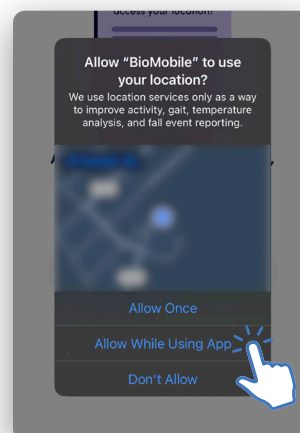 access your location?
Allow “BioMobile” to use
your location?
We use location services only as a way
to improve activity, gait, temperature
analysis, and fall event reporting.
Allow Once
Allow While Using App
Don’t Allow